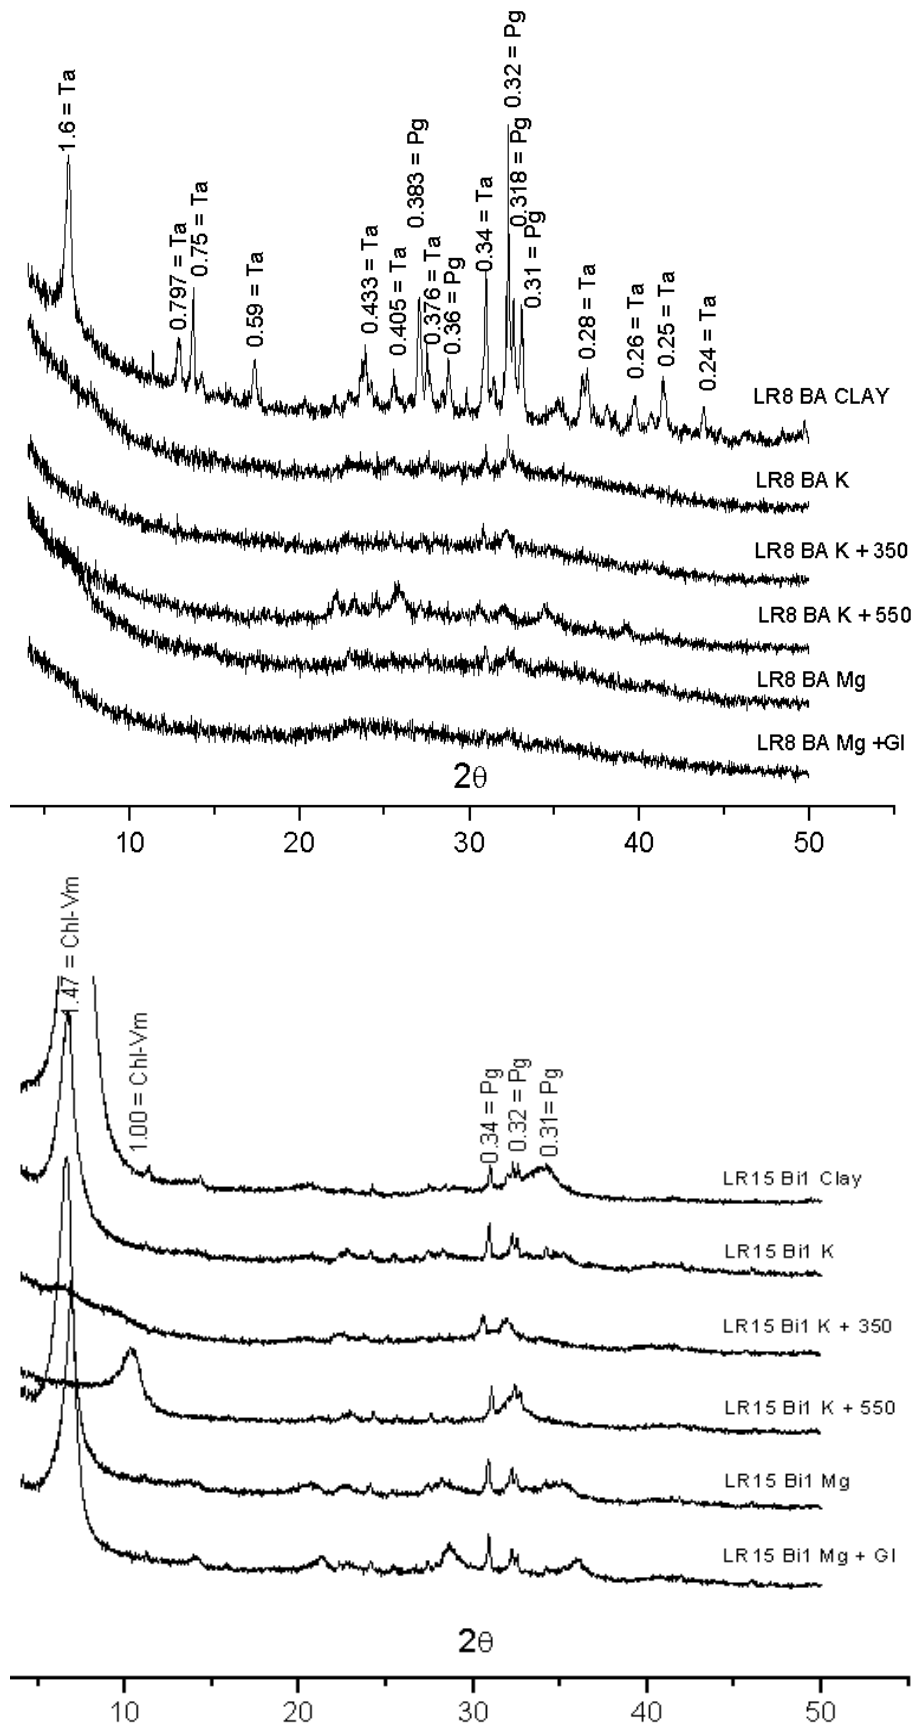 1.6 = Ta
0.797 = Ta
0.75 = Ta
0.59 = Ta
0.433 = Ta
0.405 = Ta
0.383 = Pg
0.376 = Ta
0.36 = Pg
0.34 = Ta
0.32 = Pg
0.318 = Pg
0.31 = Pg
0.28 = Ta
0.26 = Ta
0.25 = Ta
0.24 = Ta
LR8 BA CLAY
LR8 BA K
LR8 BA K + 350
LR8 BA K + 550
LR8 BA Mg
LR8 BA Mg +Gl
2θ
10 20 30 40 50
1.47 = Chl-Vm
1.00 = Chl-Vm
0.34 = Pg
0.32 = Pg
0.31= Pg
LR15 Bi1 Clay
LR15 Bi1 K
LR15 Bi1 K + 350
LR15 Bi1 K + 550
LR15 Bi1 Mg
LR15 Bi1 Mg + Gl
2θ
10 20 30 40 50